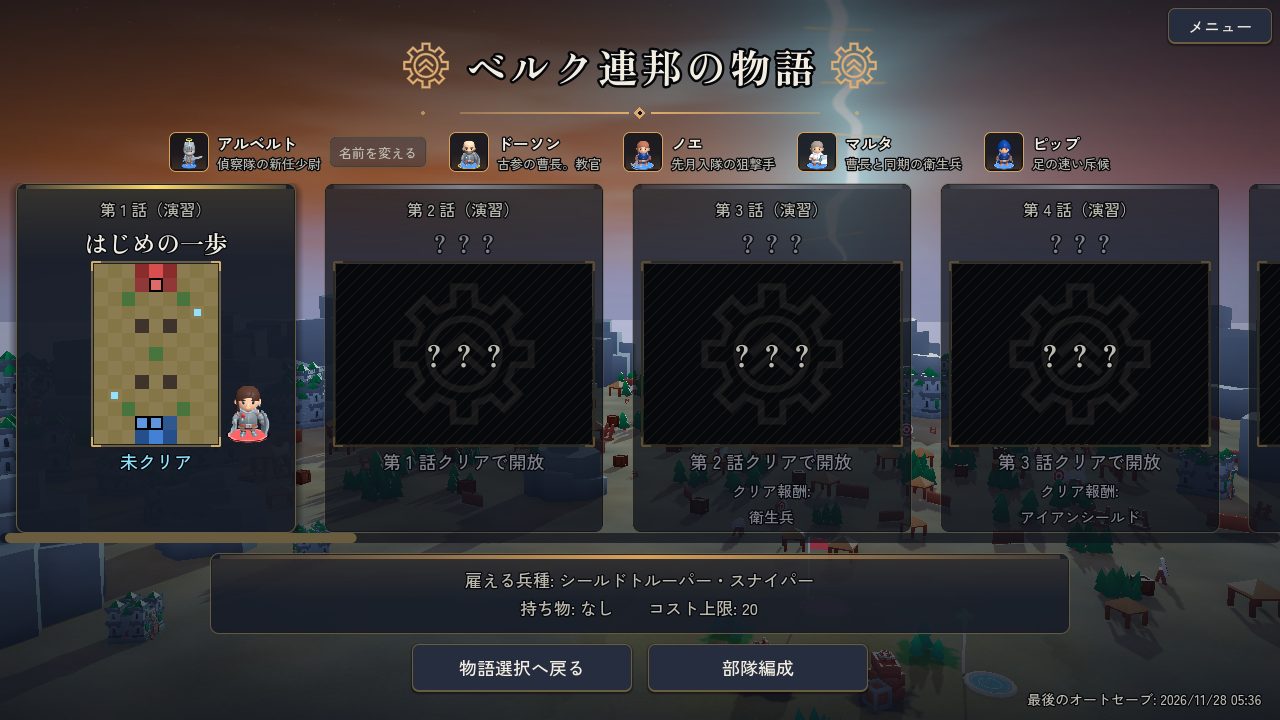 メニュー
ベルク連邦の物語
アルベルト
偵察隊の新任少尉
名前を変える
ドーソン
古参の曹長。教官
ノエ
先月入隊の狙撃手
マルタ
曹長と同期の衛生兵
ピップ
足の速い斥候
第1話（演習）
はじめの一歩
未クリア
第2話（演習）
？？？
？？？
第1話クリアで開放
第3話（演習）
？？？
？？？
第2話クリアで開放
クリア報酬:
衛生兵
第4話（演習）
？？？
？？？
第3話クリアで開放
クリア報酬:
アイアンシールド
雇える兵種: シールドトルーパー・スナイパー
持ち物: なし　コスト上限: 20
物語選択へ戻る
部隊編成
最後のオートセーブ: 2026/11/28 05:36